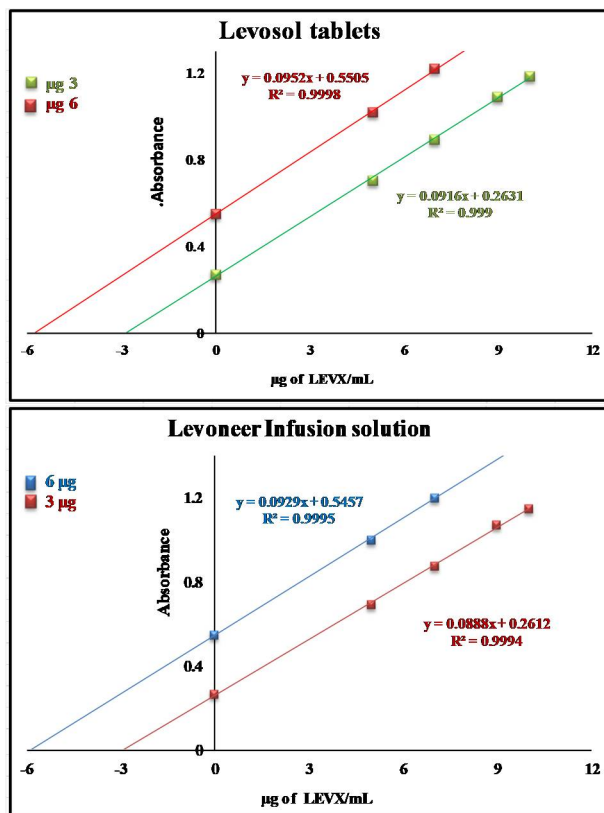 Levosol tablets
µg 3
µg 6
y = 0.0952x + 0.5505
R² = 0.9998
y = 0.0916x + 0.2631
R² = 0.999
.Absorbance
1.2
0.8
0.4
0
-6 -3 0 3 6 9 12
µg of LEVX/mL
Levoneer Infusion solution
6 µg
3 µg
y = 0.0929x + 0.5457
R² = 0.9995
y = 0.0888x + 0.2612
R² = 0.9994
Absorbance
1.2
0.8
0.4
0
-6 -3 0 3 6 9 12
µg of LEVX/mL